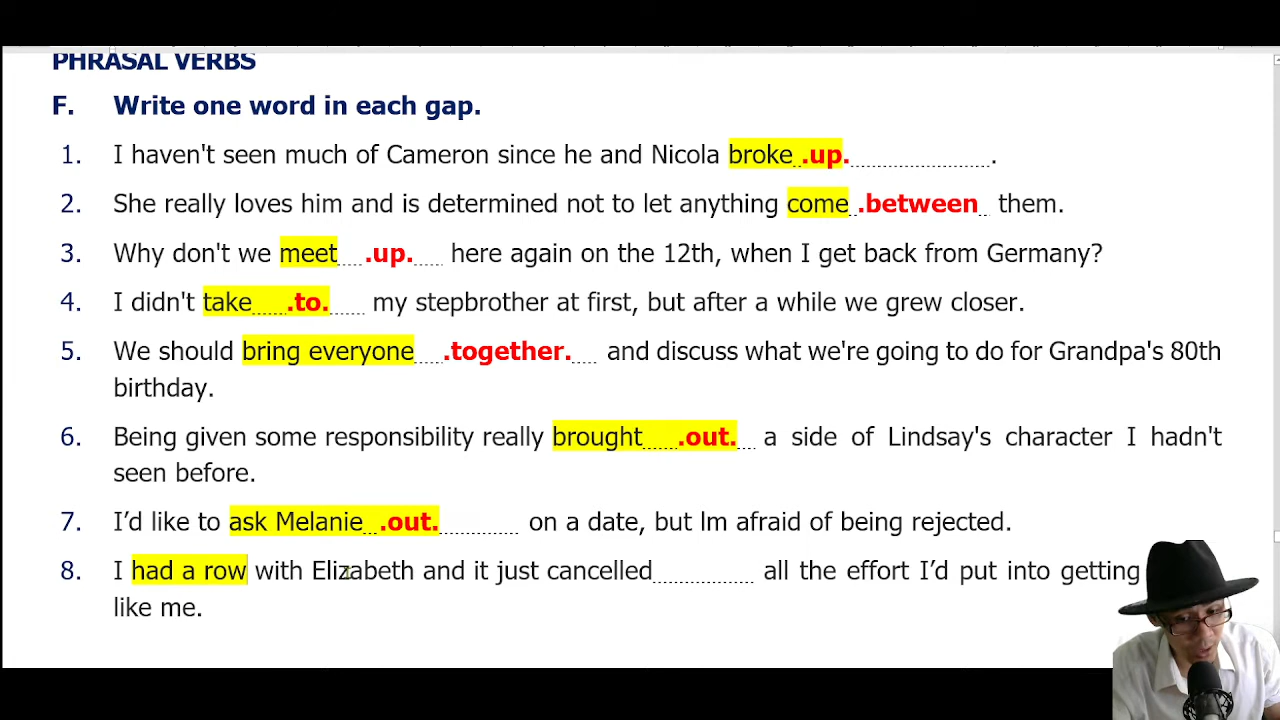 PHRASAL VERBS
F. Write one word in each gap.
1. I haven't seen much of Cameron since he and Nicola broke .up. .
2. She really loves him and is determined not to let anything come .between them.
3. Why don't we meet .up. here again on the 12th, when I get back from Germany?
4. I didn't take .to. my stepbrother at first, but after a while we grew closer.
5. We should bring everyone .together. and discuss what we're going to do for Grandpa's 80th
birthday.
6. Being given some responsibility really brought .out. a side of Lindsay's character I hadn't
seen before.
7. I’d like to ask Melanie .out. on a date, but Im afraid of being rejected.
8. I had a row with Elizabeth and it just cancelled all the effort I’d put into getting
like me.